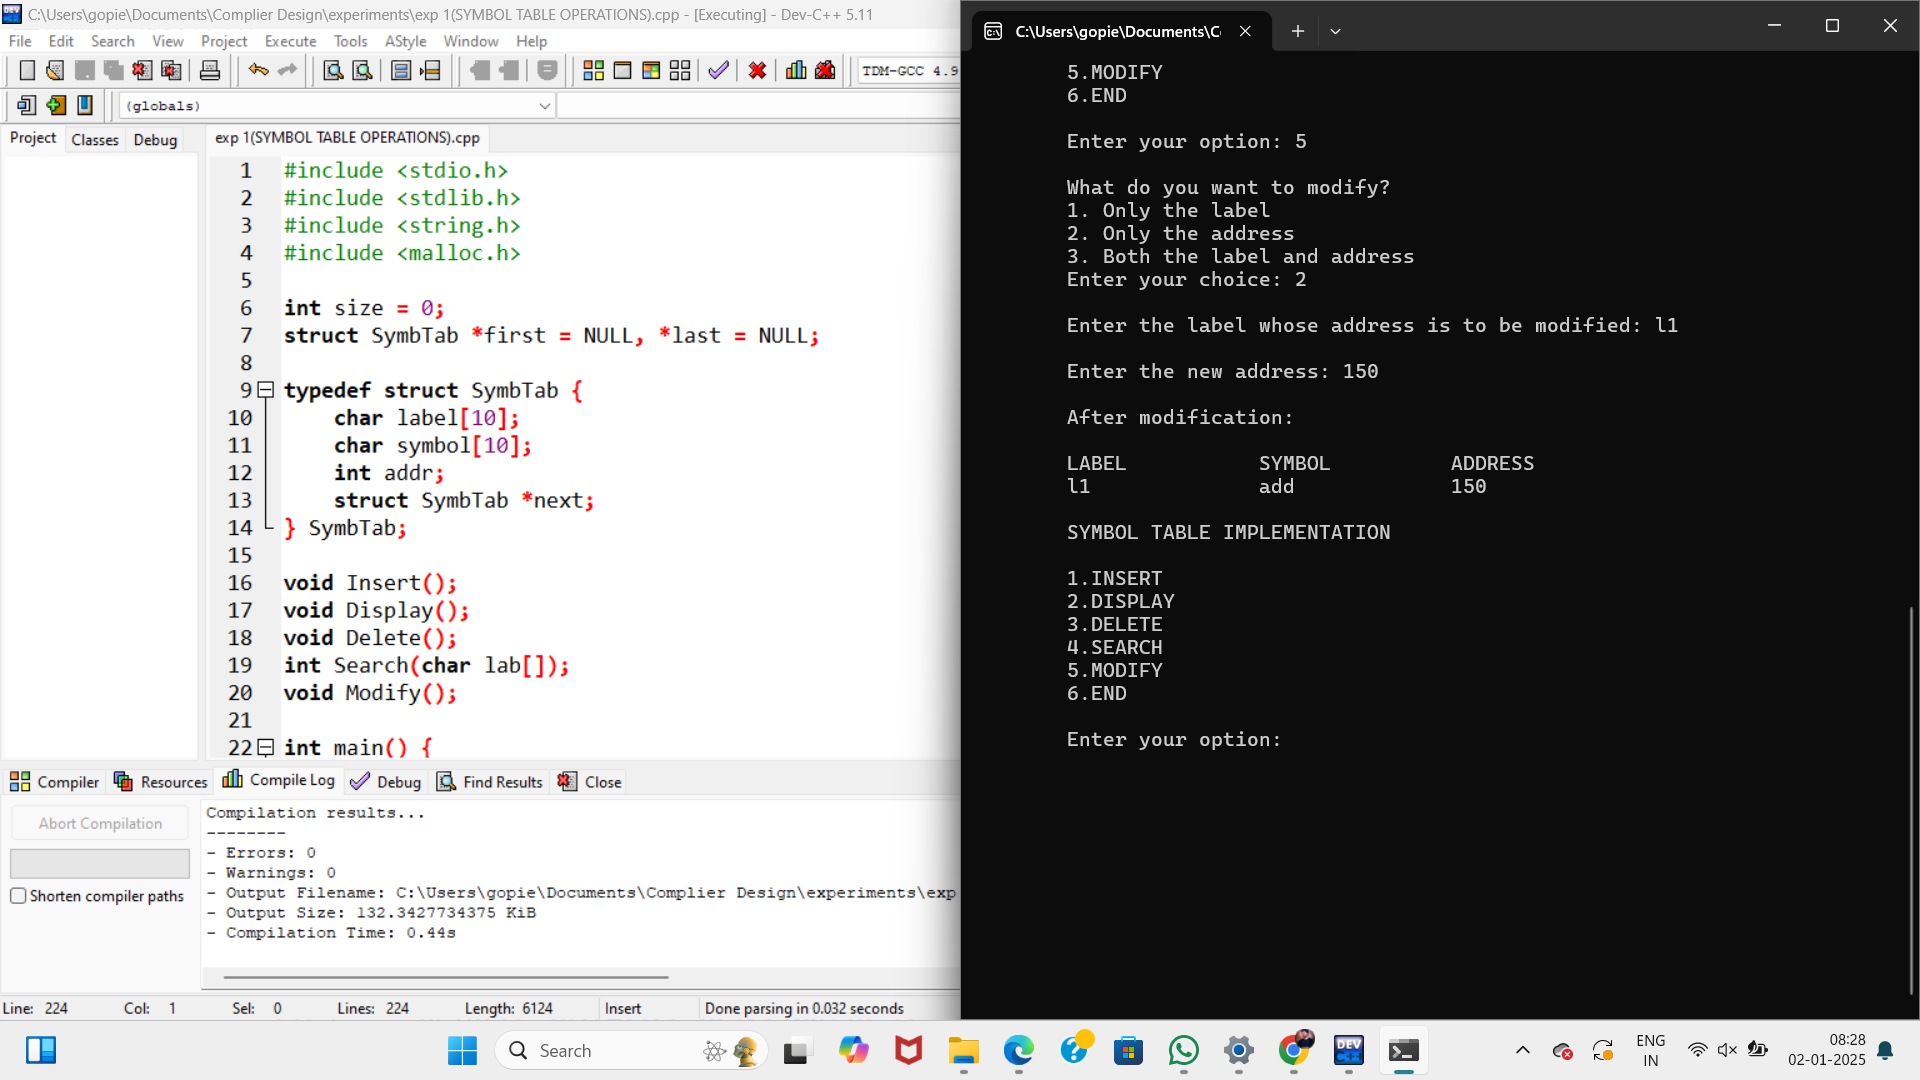 C:\Users\gopie\Documents\Complier Design\experiments\exp 1(SYMBOL TABLE OPERATIONS).cpp - [Executing] - Dev-C++ 5.11
File Edit Search View Project Execute Tools AStyle Window Help
TDM-GCC 4.9
(globals)
Project Classes Debug
exp 1(SYMBOL TABLE OPERATIONS).cpp
1 #include <stdio.h>
2 #include <stdlib.h>
3 #include <string.h>
4 #include <malloc.h>
5
6 int size = 0;
7 struct SymbTab *first = NULL, *last = NULL;
8
9 typedef struct SymbTab {
10 char label[10];
11 char symbol[10];
12 int addr;
13 struct SymbTab *next;
14 } SymbTab;
15
16 void Insert();
17 void Display();
18 void Delete();
19 int Search(char lab[]);
20 void Modify();
21
22 int main() {
Compiler Resources Compile Log Debug Find Results Close
Abort Compilation
Shorten compiler paths
Compilation results...
--------
- Errors: 0
- Warnings: 0
- Output Filename: C:\Users\gopie\Documents\Complier Design\experiments\exp
- Output Size: 132.3427734375 KiB
- Compilation Time: 0.44s
Line: 224 Col: 1 Sel: 0 Lines: 224 Length: 6124 Insert Done parsing in 0.032 seconds
C:\Users\gopie\Documents\Co
5.MODIFY
6.END
Enter your option: 5
What do you want to modify?
1. Only the label
2. Only the address
3. Both the label and address
Enter your choice: 2
Enter the label whose address is to be modified: l1
Enter the new address: 150
After modification:
LABEL SYMBOL ADDRESS
l1 add 150
SYMBOL TABLE IMPLEMENTATION
1.INSERT
2.DISPLAY
3.DELETE
4.SEARCH
5.MODIFY
6.END
Enter your option:
Search
DEV C++
ENG
IN
08:28
02-01-2025